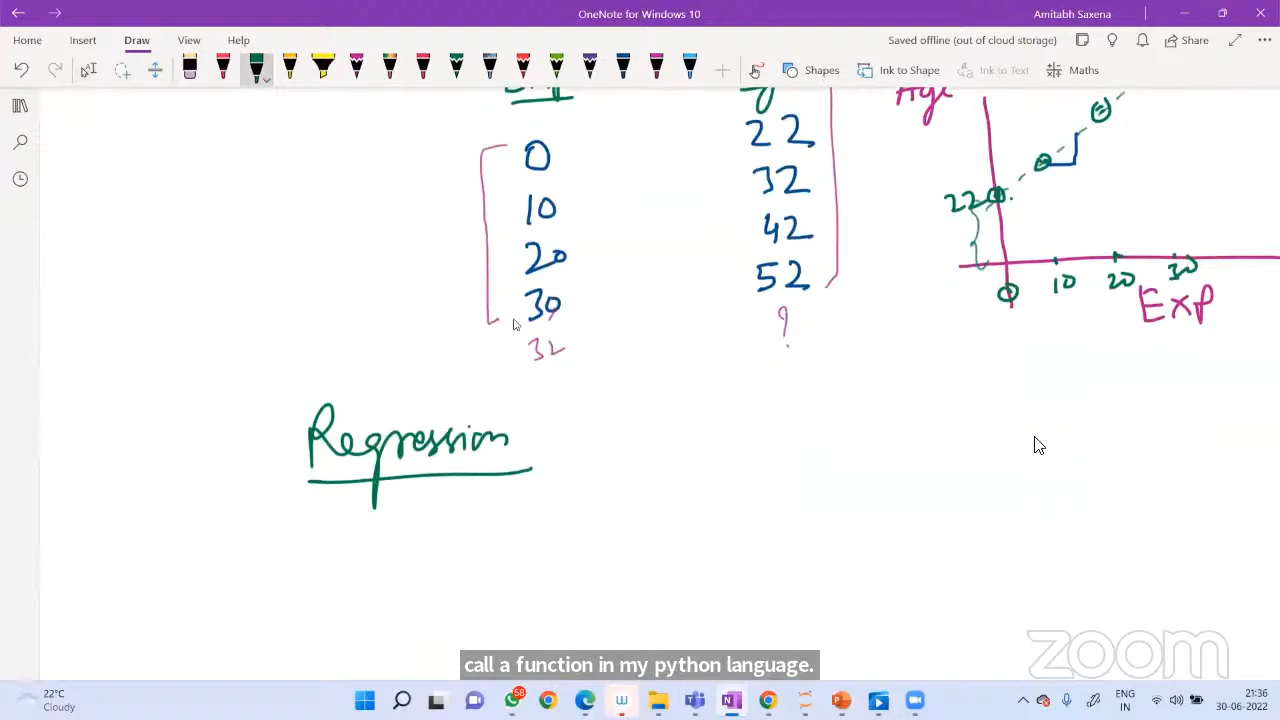 OneNote for Windows 10
Amitabh Saxena
Home Insert Draw View Help
Saved offline (out of cloud storage)
Share
Shapes
Ink to Shape
Ink to Text
Maths
Age
0 22
10 32
20 42
30 52
32 ?
22
0 10 20 30
Exp
Regression
call a function in my python language.
zoom
22°C
58
ENG
IN
21:36
30-06-2022